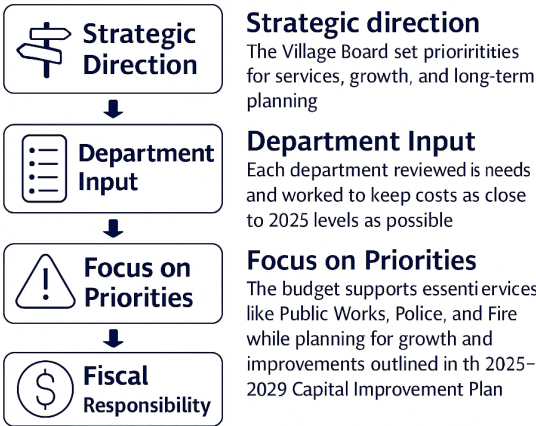 Strategic
Direction
Strategic direction
The Village Board set prioriritities
for services, growth, and long-term
planning
Department
Input
Department Input
Each department reviewed is needs
and worked to keep costs as close
to 2025 levels as possible
Focus on
Priorities
Focus on Priorities
The budget supports essenti ervices
like Public Works, Police, and Fire
while planning for growth and
improvements outlined in th 2025–
2029 Capital Improvement Plan
Fiscal
Responsibility